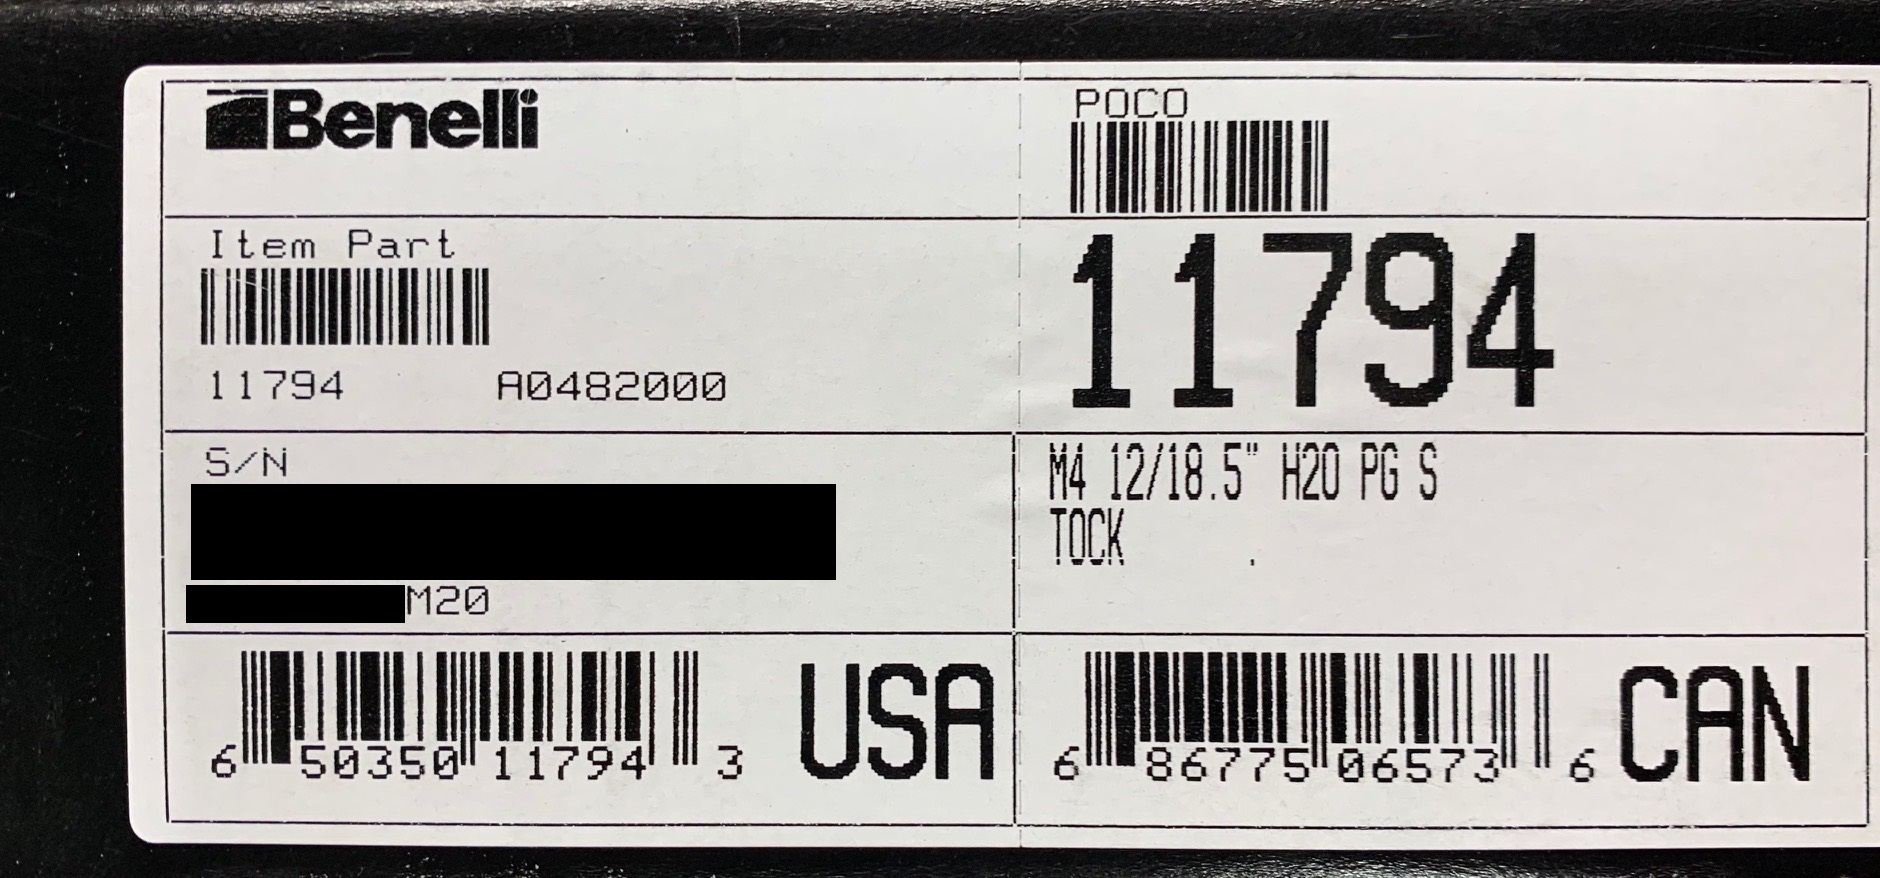 Benelli
POCO
Item Part
11794 A0482000
11794
S/N
M20
M4 12/18.5" H20 PG S
TOCK
6 50350 11794 3 USA
6 86775 06573 6 CAN